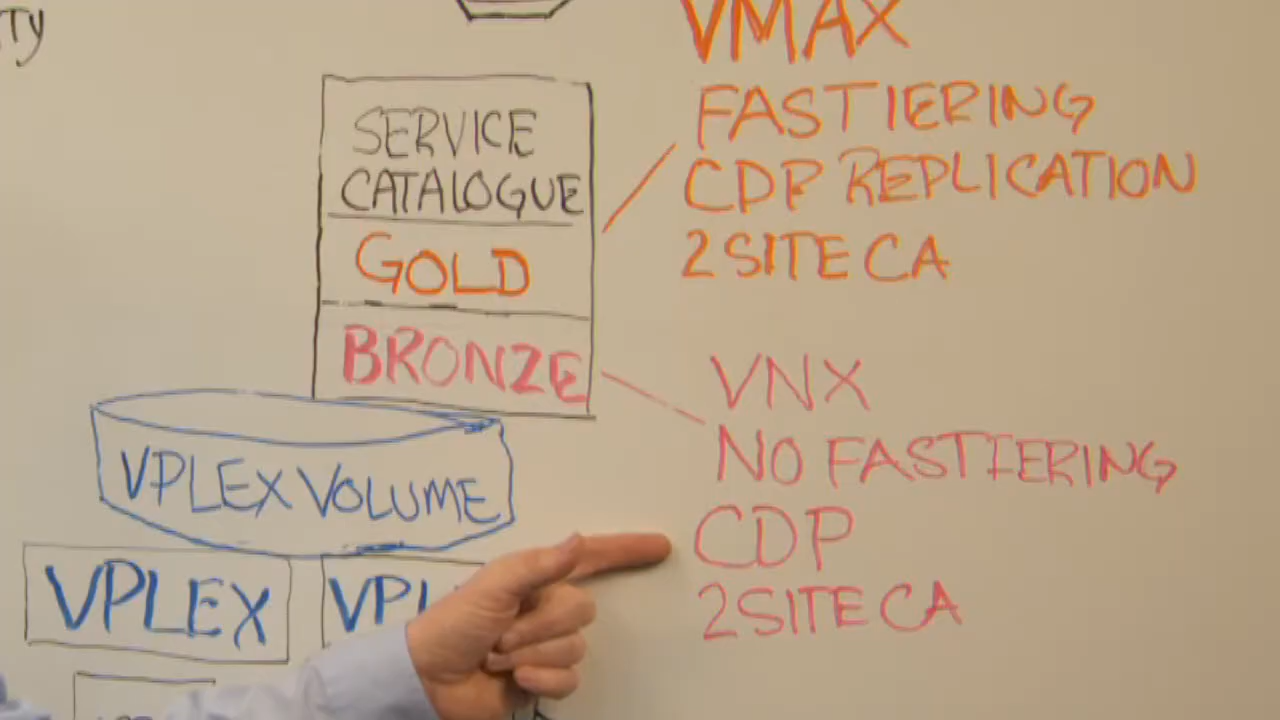 VMAX
SERVICE
CATALOGUE
GOLD
BRONZE
FASTIERING
CDP REPLICATION
2 SITE CA
VNX
NO FASTIERING
CDP
2 SITE CA
VPLEX VOLUME
VPLEX